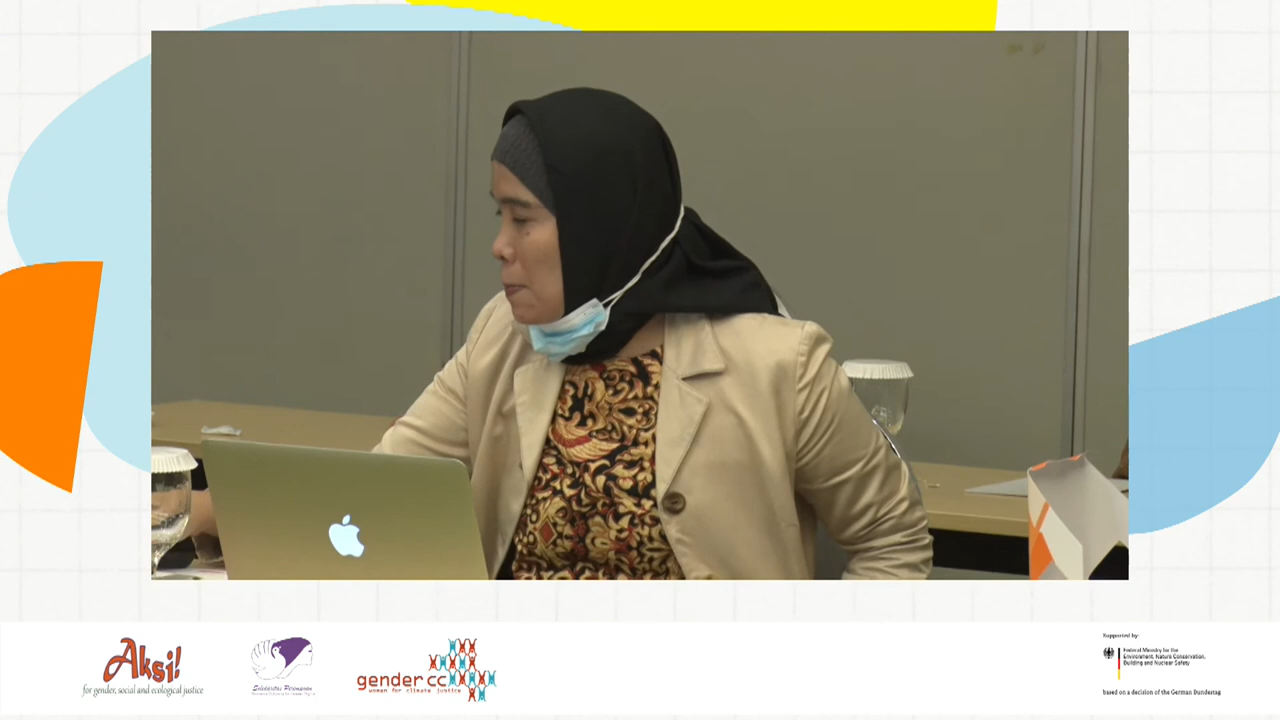 Aksi!
for gender, social and ecological justice
Solidaritas Perempuan
gender cc
women for climate justice
Supported by:
Federal Ministry for the
Environment, Nature Conservation,
Building and Nuclear Safety
based on a decision of the German Bundestag